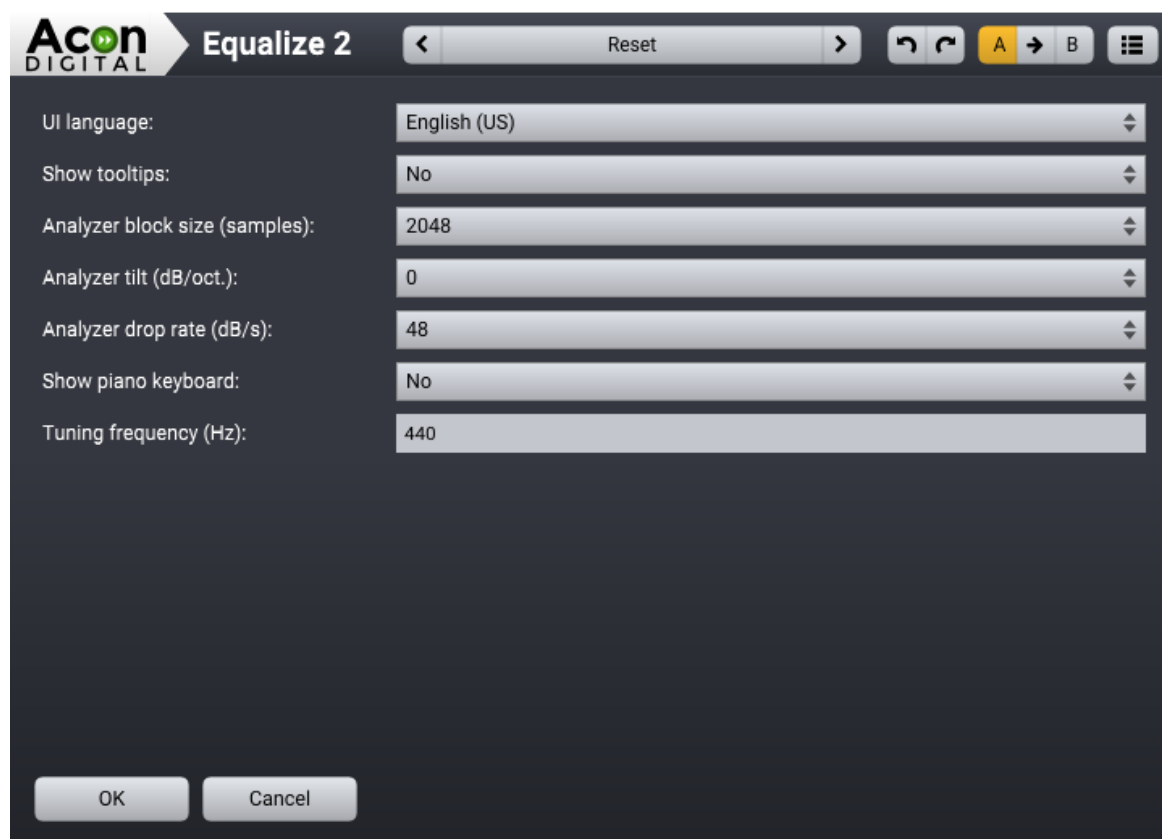 Acon
DIGITAL
Equalize 2
Reset
A
B
UI language:
English (US)
Show tooltips:
No
Analyzer block size (samples):
2048
Analyzer tilt (dB/oct.):
0
Analyzer drop rate (dB/s):
48
Show piano keyboard:
No
Tuning frequency (Hz):
440
OK
Cancel